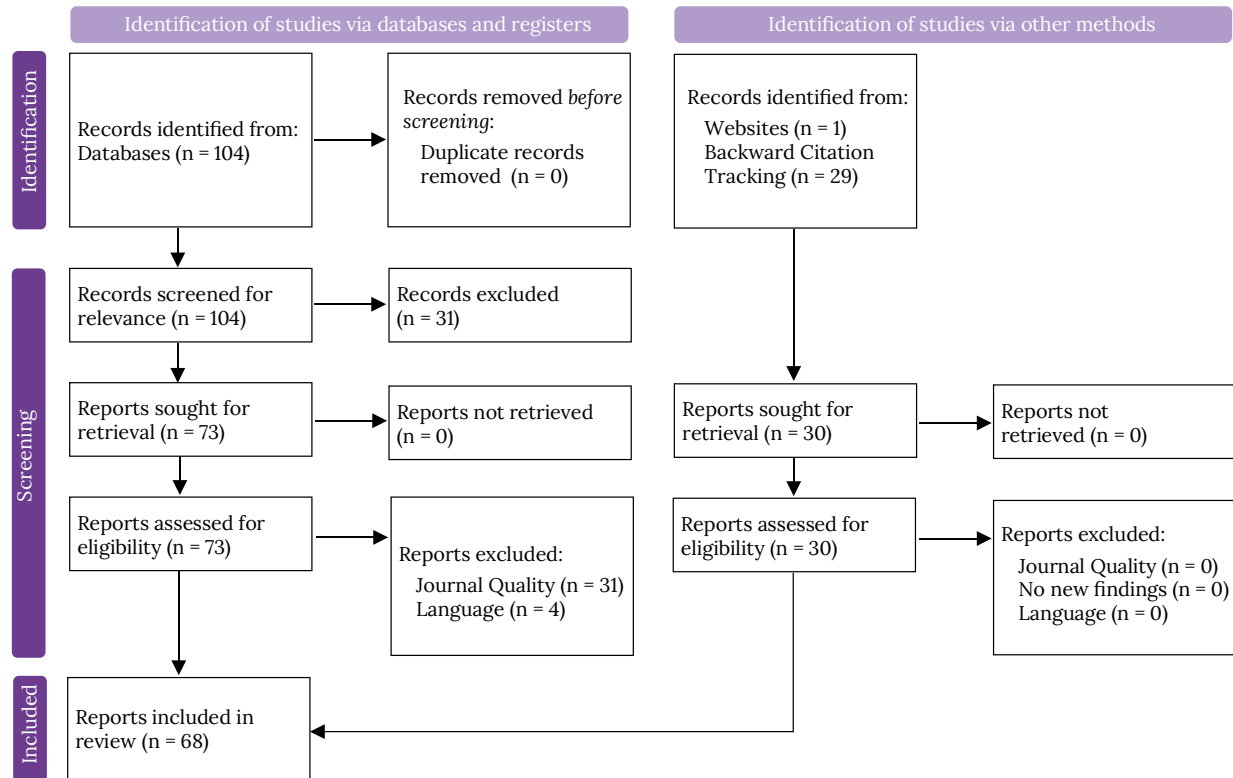 Identification of studies via databases and registers
Identification of studies via other methods
Identification
Records identified from:
Databases (n = 104)
Records removed before
screening:
Duplicate records
removed (n = 0)
Records identified from:
Websites (n = 1)
Backward Citation
Tracking (n = 29)
Screening
Records screened for
relevance (n = 104)
Records excluded
(n = 31)
Reports sought for
retrieval (n = 73)
Reports not retrieved
(n = 0)
Reports sought for
retrieval (n = 30)
Reports not
retrieved (n = 0)
Reports assessed for
eligibility (n = 73)
Reports excluded:
Journal Quality (n = 31)
Language (n = 4)
Reports assessed for
eligibility (n = 30)
Reports excluded:
Journal Quality (n = 0)
No new findings (n = 0)
Language (n = 0)
Included
Reports included in
review (n = 68)